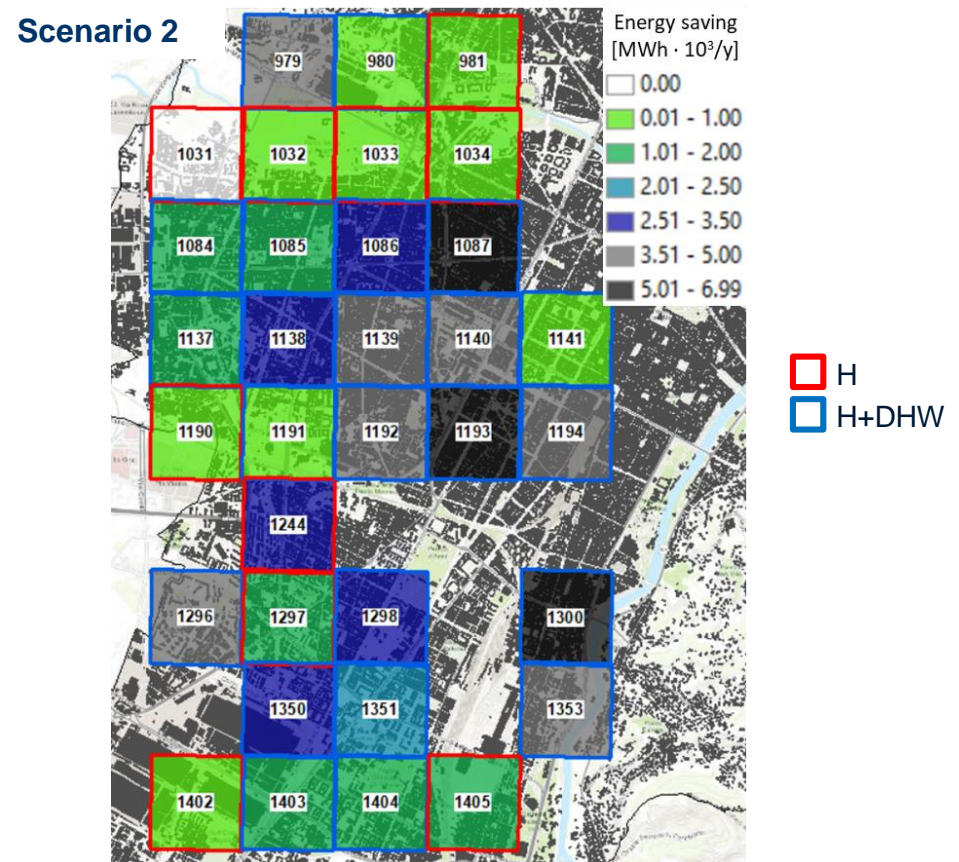 Scenario 2
Energy saving
[MWh · 10³/y]
0.00
0.01 - 1.00
1.01 - 2.00
2.01 - 2.50
2.51 - 3.50
3.51 - 5.00
5.01 - 6.99
979 980 981
1031 1032 1033 1034
1084 1085 1086 1087
1137 1138 1139 1140 1141
1190 1191 1192 1193 1194
1244
1296 1297 1298 1300
1350 1351 1353
1402 1403 1404 1405
H
H+DHW